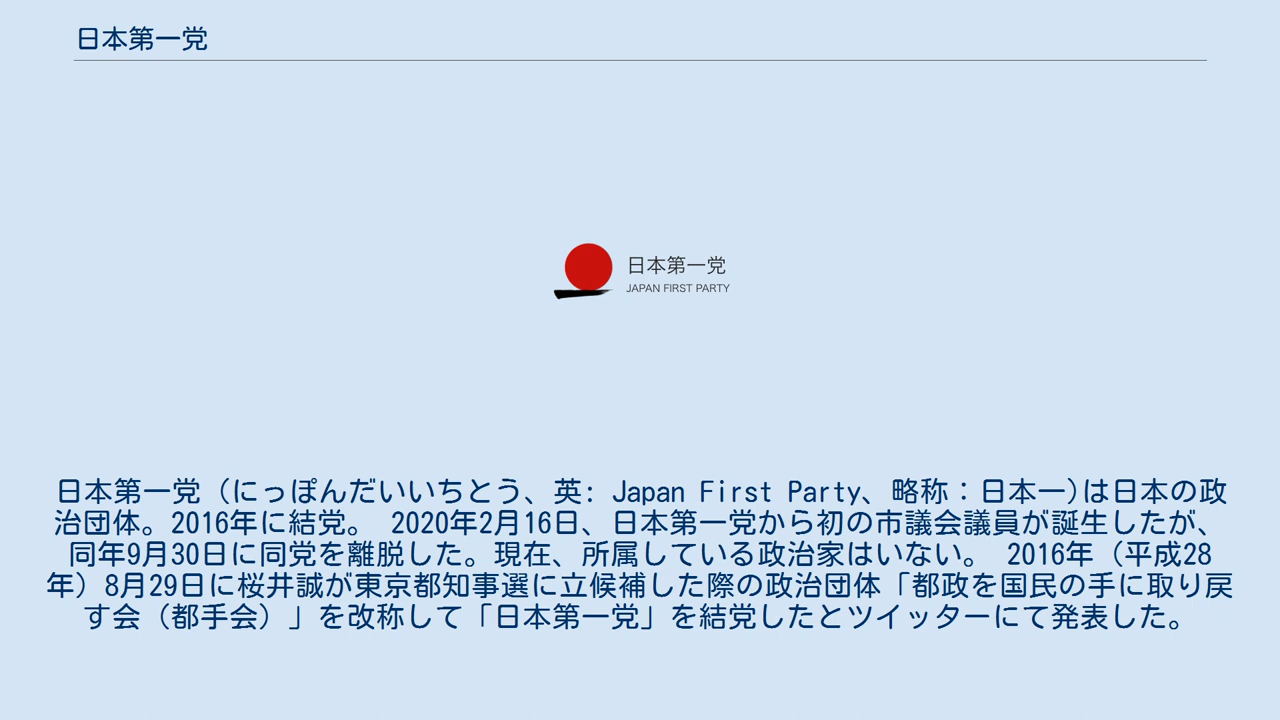 日本第一党
日本第一党
JAPAN FIRST PARTY
日本第一党（にっぽんだいいちとう、英: Japan First Party、略称：日本一)は日本の政
治団体。2016年に結党。 2020年2月16日、日本第一党から初の市議会議員が誕生したが、
同年9月30日に同党を離脱した。現在、所属している政治家はいない。 2016年（平成28
年）8月29日に桜井誠が東京都知事選に立候補した際の政治団体「都政を国民の手に取り戻
す会（都手会）」を改称して「日本第一党」を結党したとツイッターにて発表した。